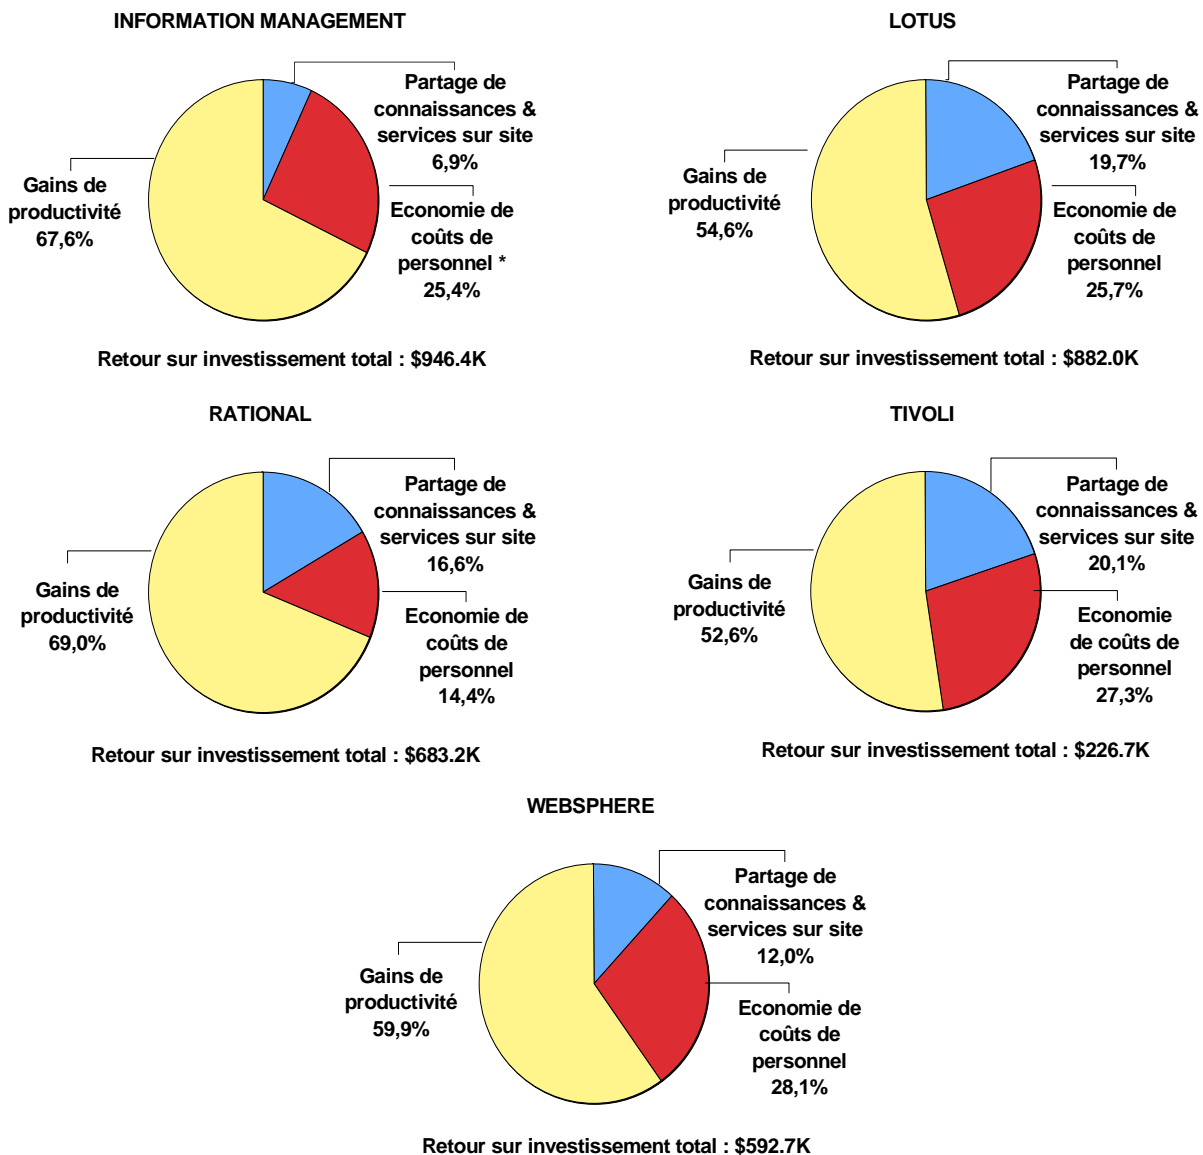 INFORMATION MANAGEMENT
Partage de
connaissances &
services sur site
6,9%
Gains de
productivité
67,6%
Economie de
coûts de
personnel *
25,4%
Retour sur investissement total : $946.4K
LOTUS
Partage de
connaissances &
services sur site
19,7%
Gains de
productivité
54,6%
Economie de
coûts de
personnel
25,7%
Retour sur investissement total : $882.0K
RATIONAL
Partage de
connaissances &
services sur site
16,6%
Gains de
productivité
69,0%
Economie de
coûts de
personnel
14,4%
Retour sur investissement total : $683.2K
TIVOLI
Partage de
connaissances &
services sur site
20,1%
Gains de
productivité
52,6%
Economie
de coûts de
personnel
27,3%
Retour sur investissement total : $226.7K
WEBSPHERE
Partage de
connaissances &
services sur site
12,0%
Gains de
productivité
59,9%
Economie de
coûts de
personnel
28,1%
Retour sur investissement total : $592.7K